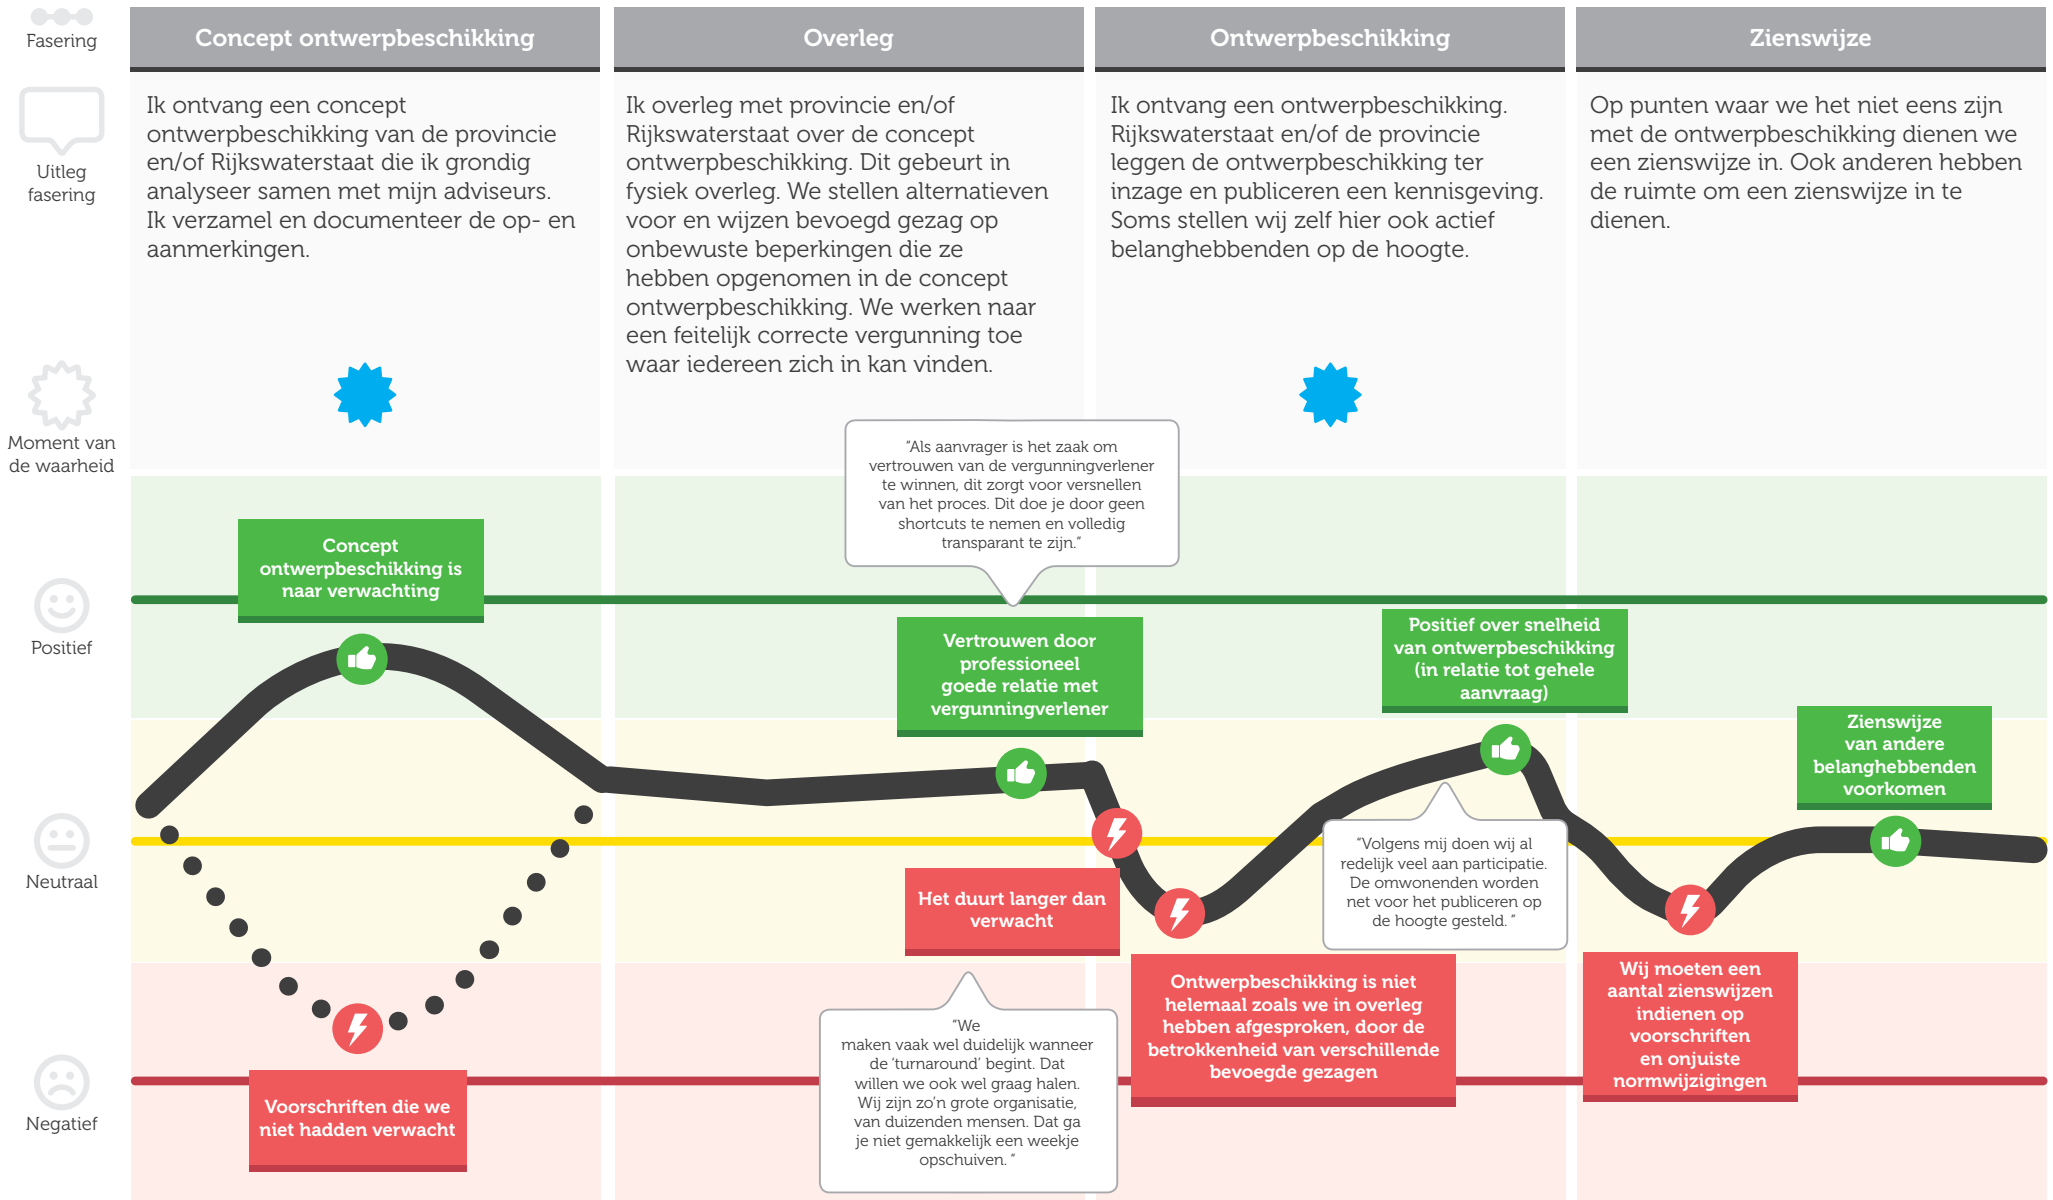 Fasering
Concept ontwerpbeschikking
Overleg
Ontwerpbeschikking
Zienswijze
Uitleg
fasering
Ik ontvang een concept
ontwerpbeschikking van de provincie
en/of Rijkswaterstaat die ik grondig
analyseer samen met mijn adviseurs.
Ik verzamel en documenteer de op- en
aanmerkingen.
Ik overleg met provincie en/of
Rijkswaterstaat over de concept
ontwerpbeschikking. Dit gebeurt in
fysiek overleg. We stellen alternatieven
voor en wijzen bevoegd gezag op
onbewuste beperkingen die ze
hebben opgenomen in de concept
ontwerpbeschikking. We werken naar
een feitelijk correcte vergunning toe
waar iedereen zich in kan vinden.
Ik ontvang een ontwerpbeschikking.
Rijkswaterstaat en/of de provincie
leggen de ontwerpbeschikking ter
inzage en publiceren een kennisgeving.
Soms stellen wij zelf hier ook actief
belanghebbenden op de hoogte.
Op punten waar we het niet eens zijn
met de ontwerpbeschikking dienen we
een zienswijze in. Ook anderen hebben
de ruimte om een zienswijze in te
dienen.
Moment van
de waarheid
“Als aanvrager is het zaak om
vertrouwen van de vergunningverlener
te winnen, dit zorgt voor versnellen
van het proces. Dit doe je door geen
shortcuts te nemen en volledig
transparant te zijn.”
Positief
Concept
ontwerpbeschikking is
naar verwachting
Vertrouwen door
professioneel
goede relatie met
vergunningverlener
Positief over snelheid
van ontwerpbeschikking
(in relatie tot gehele
aanvraag)
Zienswijze
van andere
belanghebbenden
voorkomen
Neutraal
Het duurt langer dan
verwacht
“Volgens mij doen wij al
redelijk veel aan participatie.
De omwonenden worden
net voor het publiceren op
de hoogte gesteld. ”
Negatief
Voorschriften die we
niet hadden verwacht
“We
maken vaak wel duidelijk wanneer
de ‘turnaround’ begint. Dat
willen we ook wel graag halen.
Wij zijn zo'n grote organisatie,
van duizenden mensen. Dat ga
je niet gemakkelijk een weekje
opschuiven. “
Ontwerpbeschikking is niet
helemaal zoals we in overleg
hebben afgesproken, door de
betrokkenheid van verschillende
bevoegde gezagen
Wij moeten een
aantal zienswijzen
indienen op
voorschriften
en onjuiste
normwijzigingen